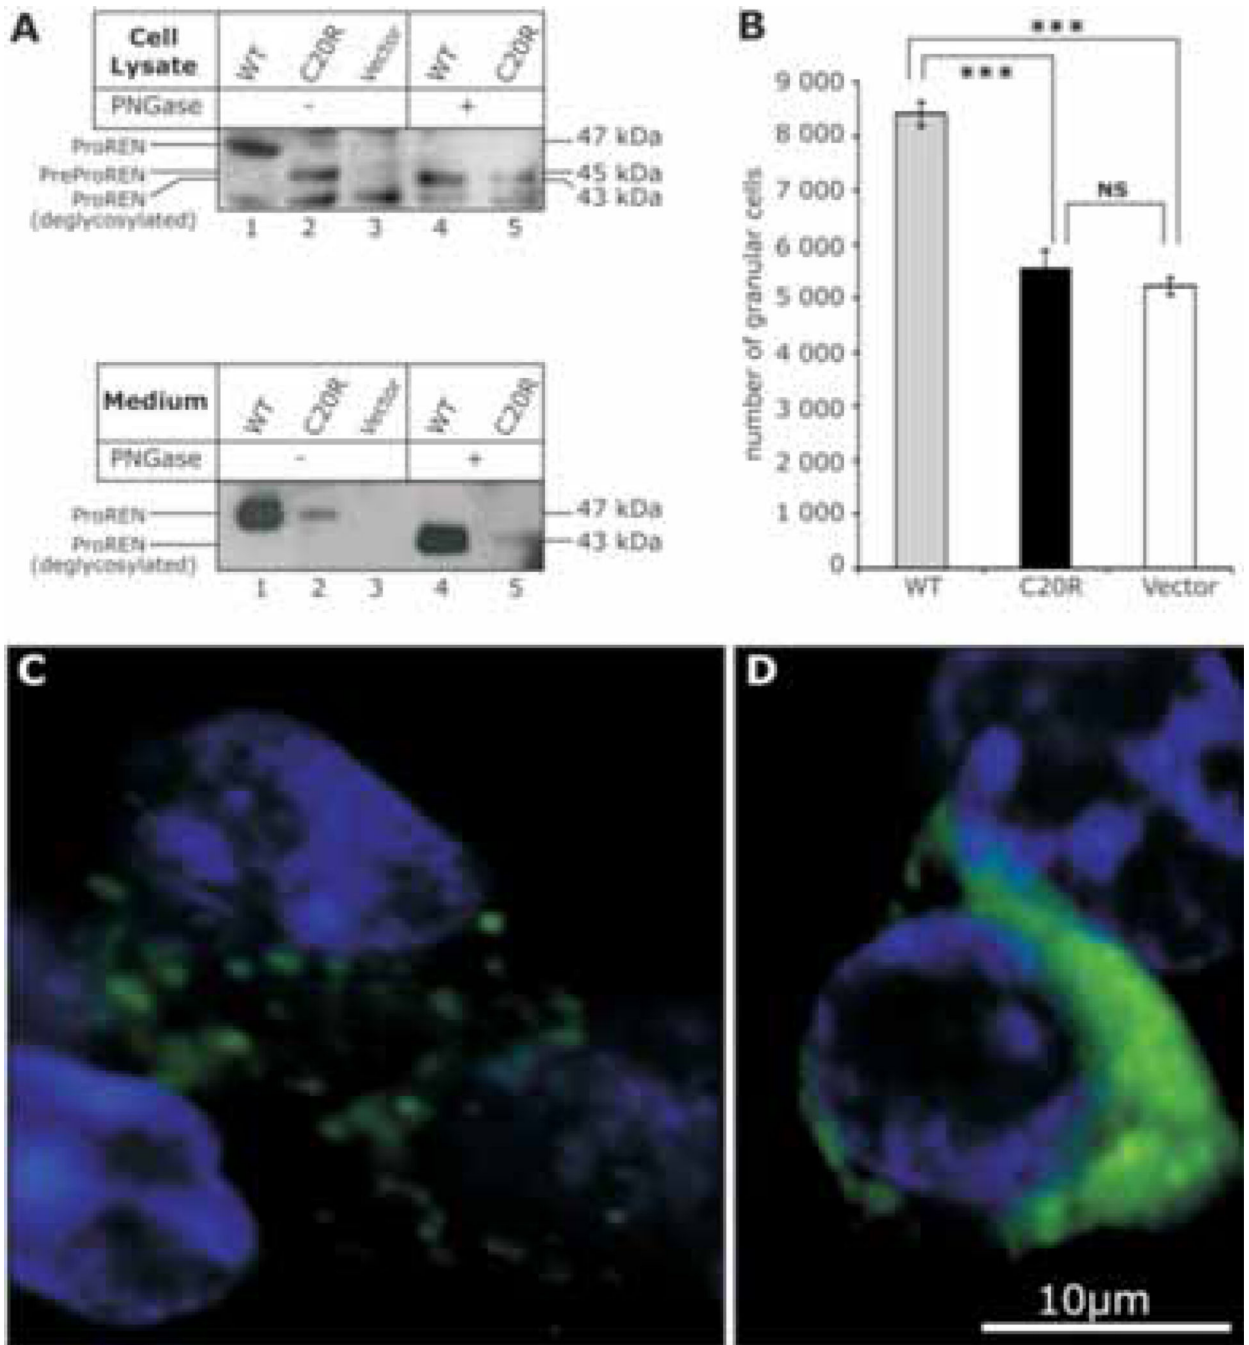 A
Cell
Lysate
WT
C20R
Vector
WT
C20R
PNGase
-
+
ProREN
PreProREN
ProREN
(deglycosylated)
47 kDa
45 kDa
43 kDa
1 2 3 4 5
Medium
WT
C20R
Vector
WT
C20R
PNGase
-
+
ProREN
ProREN
(deglycosylated)
47 kDa
43 kDa
1 2 3 4 5
B
***
***
NS
number of granular cells
9 000
8 000
7 000
6 000
5 000
4 000
3 000
2 000
1 000
0
WT C20R Vector
C
D
10µm